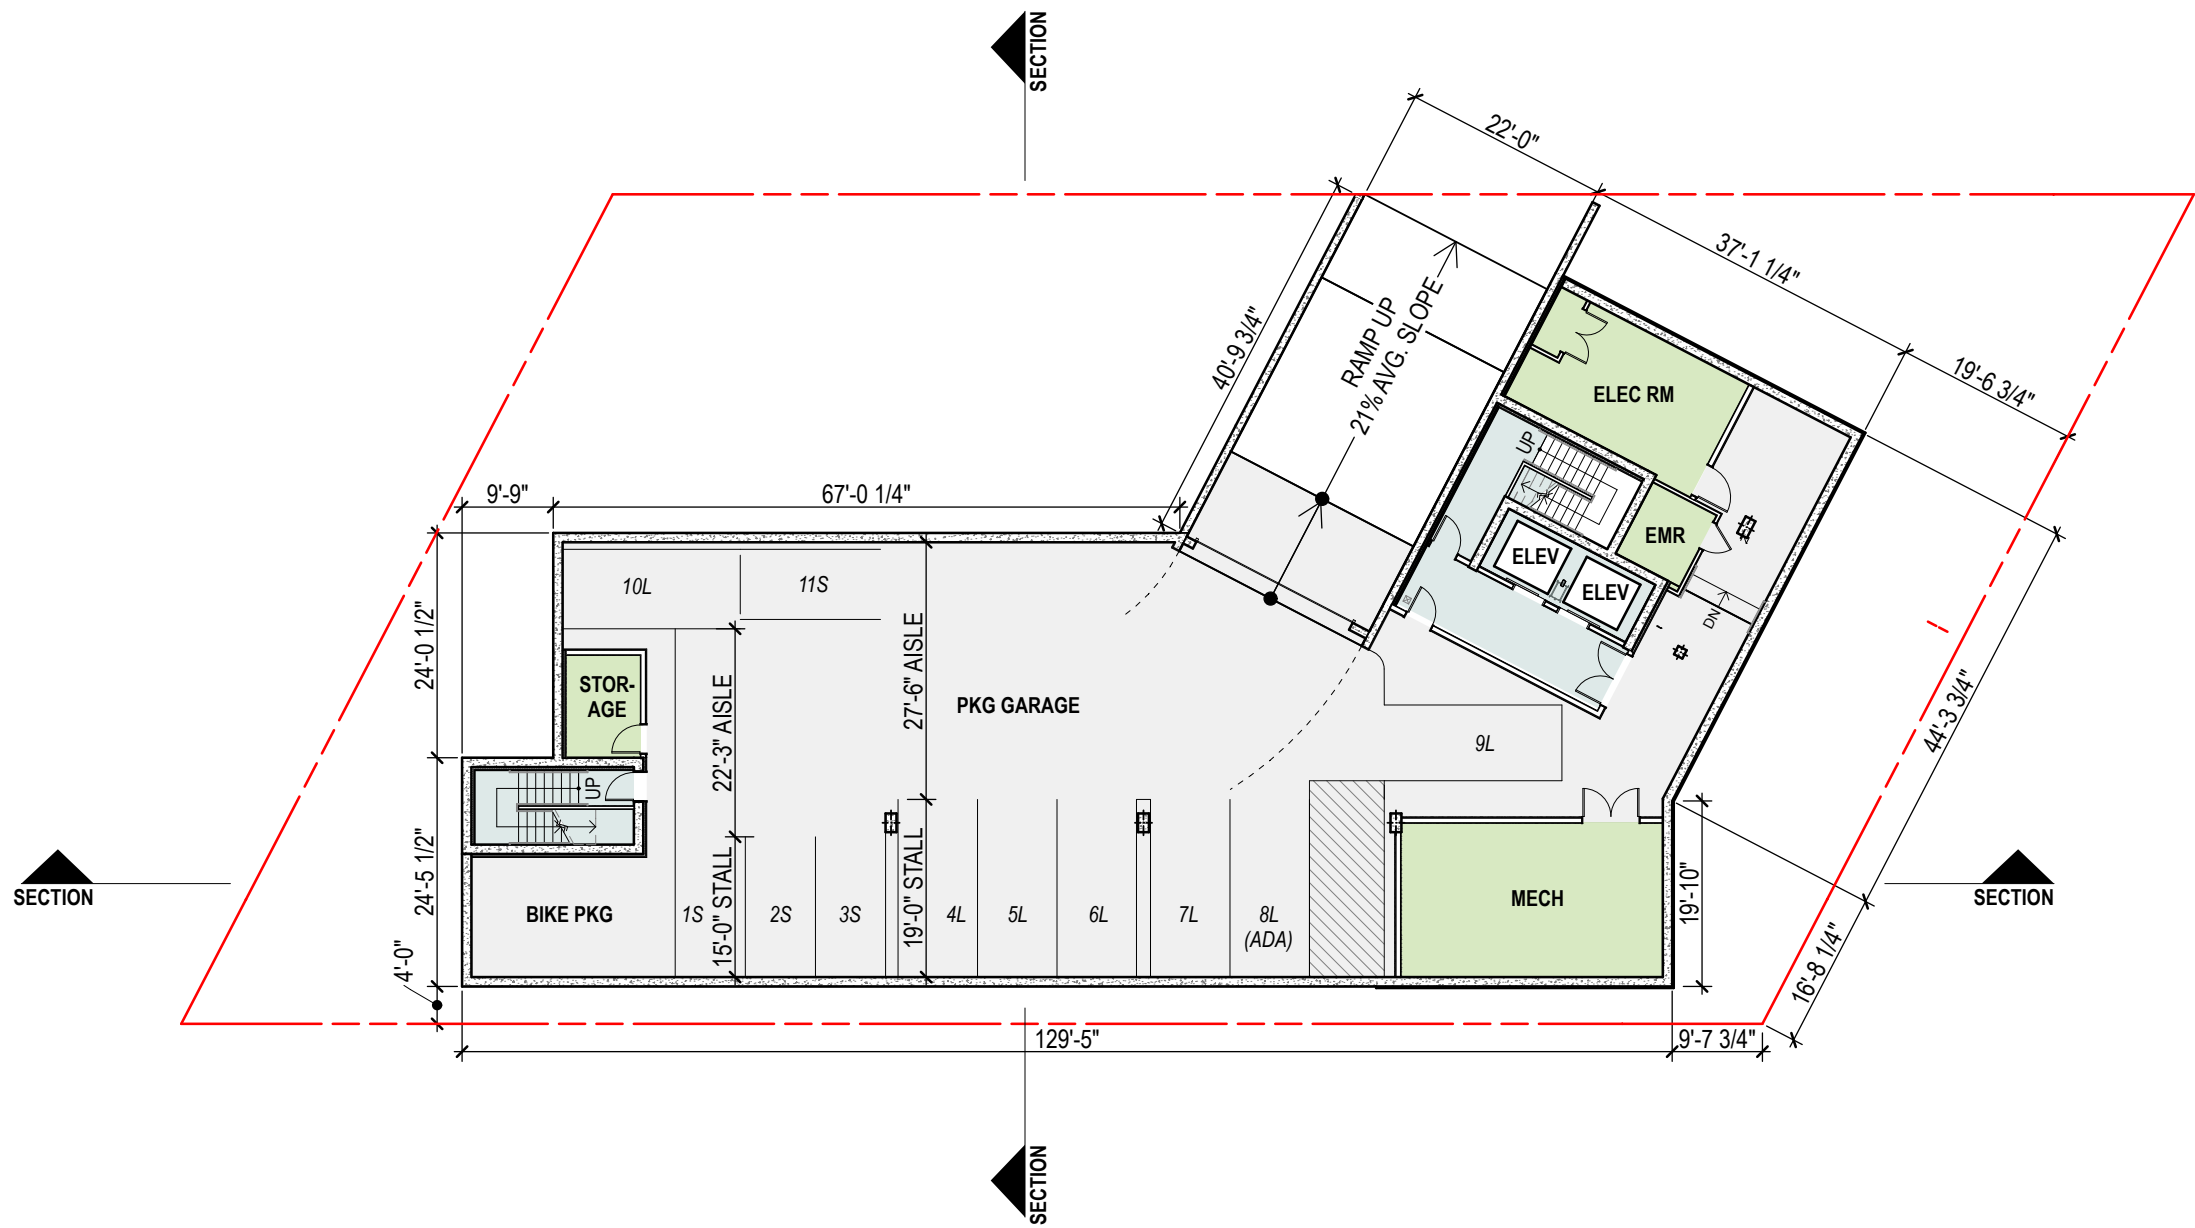 SECTION
22'-0"
37'-1 1/4"
19'-6 3/4"
40'-9 3/4"
RAMP UP
21% AVG. SLOPE
ELEC RM
UP
EMR
ELEV
ELEV
DN
9'-9"
67'-0 1/4"
10L
11S
24'-0 1/2"
STOR-
AGE
22'-3" AISLE
27'-6" AISLE
PKG GARAGE
9L
44'-3 3/4"
UP
24'-5 1/2"
BIKE PKG
1S
15'-0" STALL
2S
3S
19'-0" STALL
4L
5L
6L
7L
8L
(ADA)
MECH
19'-10"
16'-8 1/4"
SECTION
SECTION
4'-0"
129'-5"
9'-7 3/4"
SECTION